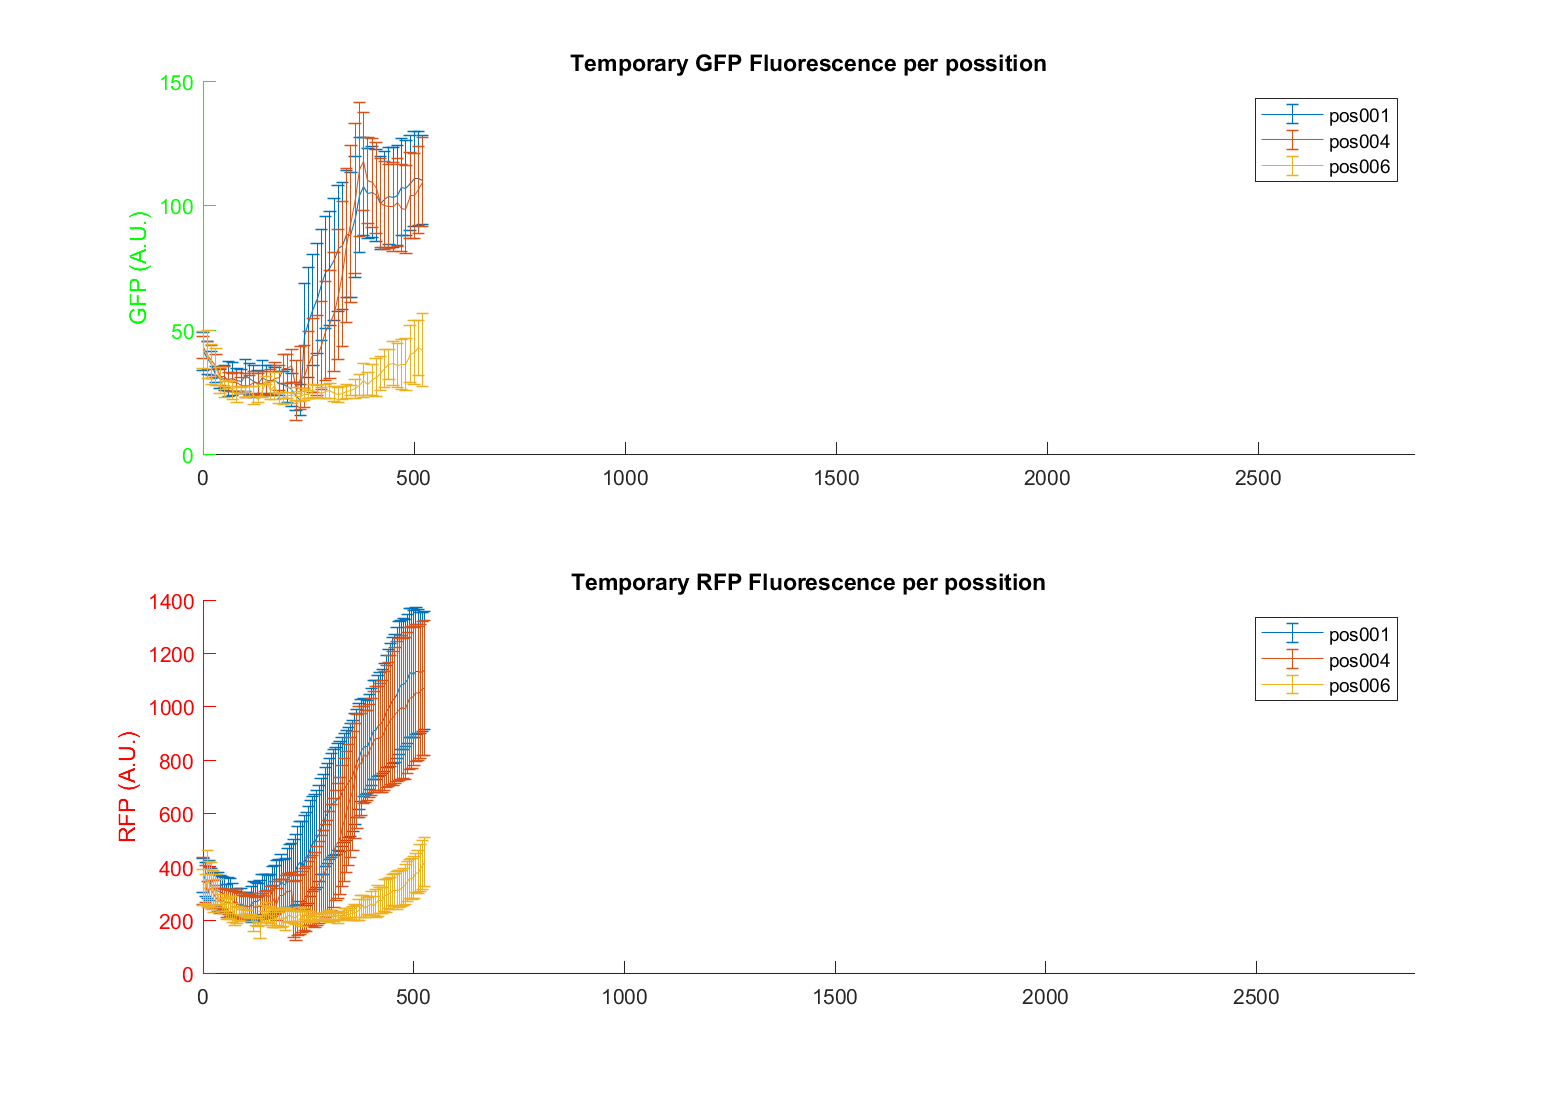 Temporary GFP Fluorescence per possition
150
100
50
0
GFP (A.U.)
pos001
pos004
pos006
0 500 1000 1500 2000 2500
Temporary RFP Fluorescence per possition
1400
1200
1000
800
600
400
200
0
RFP (A.U.)
pos001
pos004
pos006
0 500 1000 1500 2000 2500